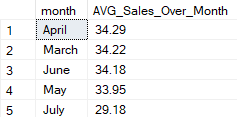 month AVG_Sales_Over_Month
1 April 34.29
2 March 34.22
3 June 34.18
4 May 33.95
5 July 29.18